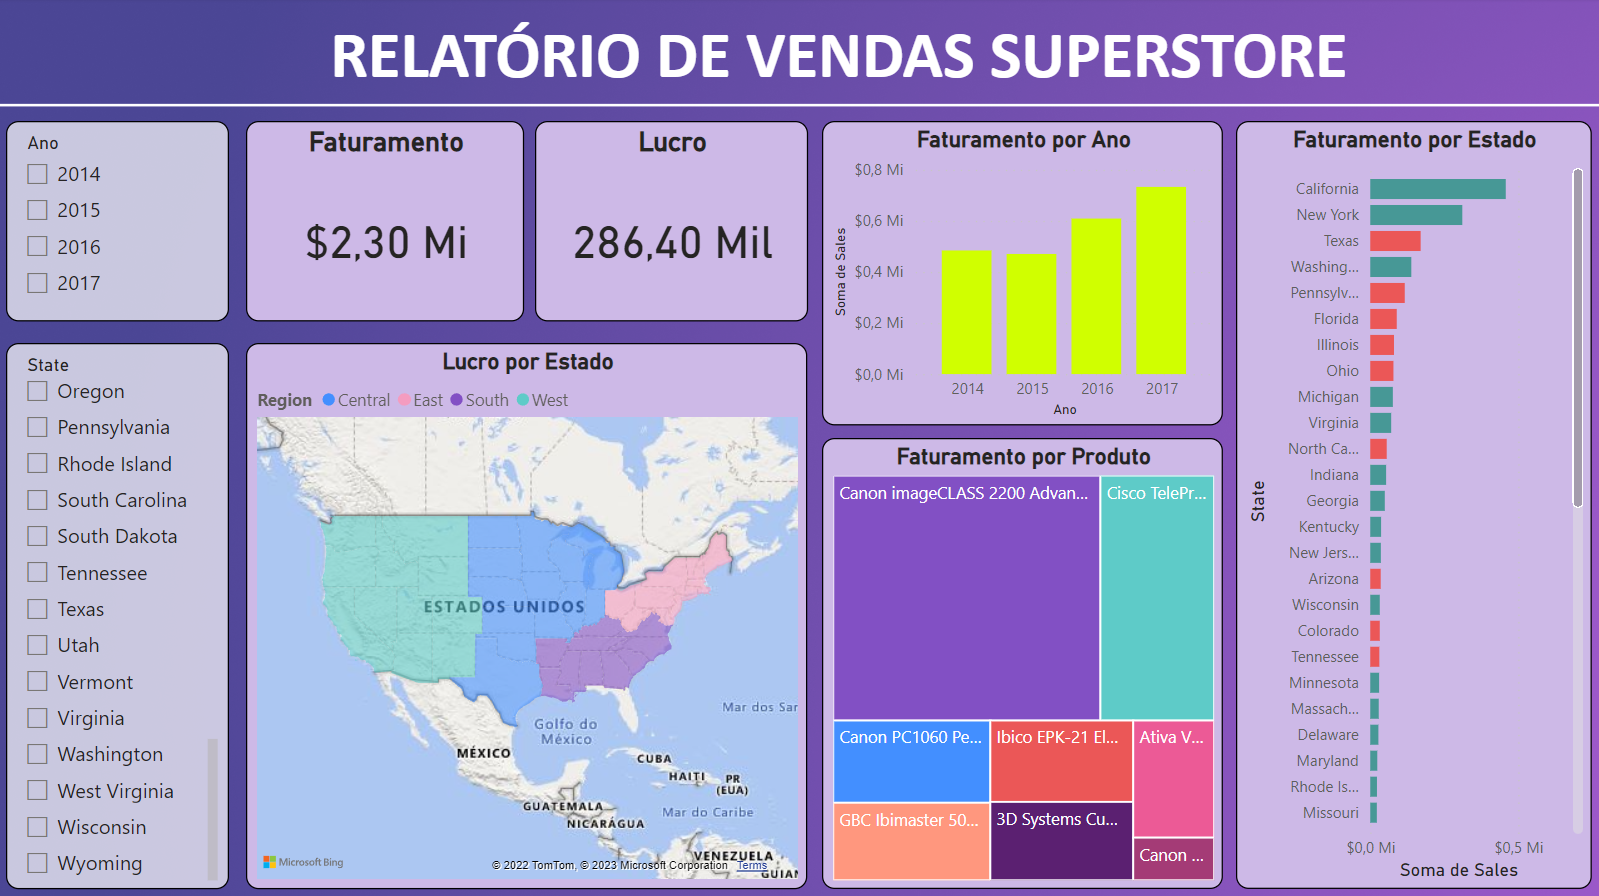 RELATÓRIO DE VENDAS SUPERSTORE
Ano
2014
2015
2016
2017
Faturamento
$2,30 Mi
Lucro
286,40 Mil
Faturamento por Ano
$0,8 Mi
$0,6 Mi
$0,4 Mi
$0,2 Mi
$0,0 Mi
Soma de Sales
2014 2015 2016 2017
Ano
Faturamento por Estado
California
New York
Texas
Washing...
Pennsylv...
Florida
Illinois
Ohio
Michigan
Virginia
North Ca...
Indiana
Georgia
Kentucky
New Jers...
Arizona
Wisconsin
Colorado
Tennessee
Minnesota
Massach...
Delaware
Maryland
Rhode Is...
Missouri
State
$0,0 Mi $0,5 Mi
Soma de Sales
State
Oregon
Pennsylvania
Rhode Island
South Carolina
South Dakota
Tennessee
Texas
Utah
Vermont
Virginia
Washington
West Virginia
Wisconsin
Wyoming
Lucro por Estado
Region Central East South West
ESTADOS UNIDOS
Mar dos Sar
Golfo do
México
MÉXICO
CUBA
HAITI PR
(EUA)
GUATEMALA
Mar do Caribe
NICARÁGUA
VENEZUELA
GUIAN
Microsoft Bing
© 2022 TomTom, © 2023 Microsoft Corporation Terms
Faturamento por Produto
Canon imageCLASS 2200 Advan... Cisco TelePr...
Canon PC1060 Pe... Ibico EPK-21 El... Ativa V...
GBC Ibimaster 50... 3D Systems Cu...
Canon ...